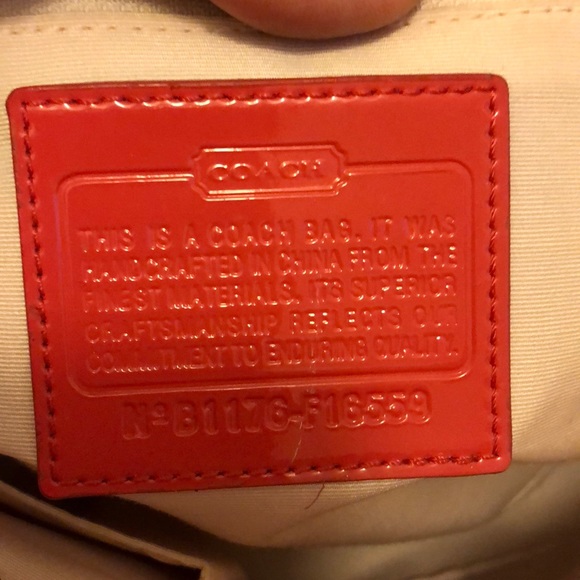 COACH
THIS IS A COACH BAG. IT WAS
HANDCRAFTED IN CHINA FROM THE
FINEST MATERIALS. ITS SUPERIOR
CRAFTSMANSHIP REFLECTS OUR
COMMITMENT TO ENDURING QUALITY.
Nº B1176-F16559